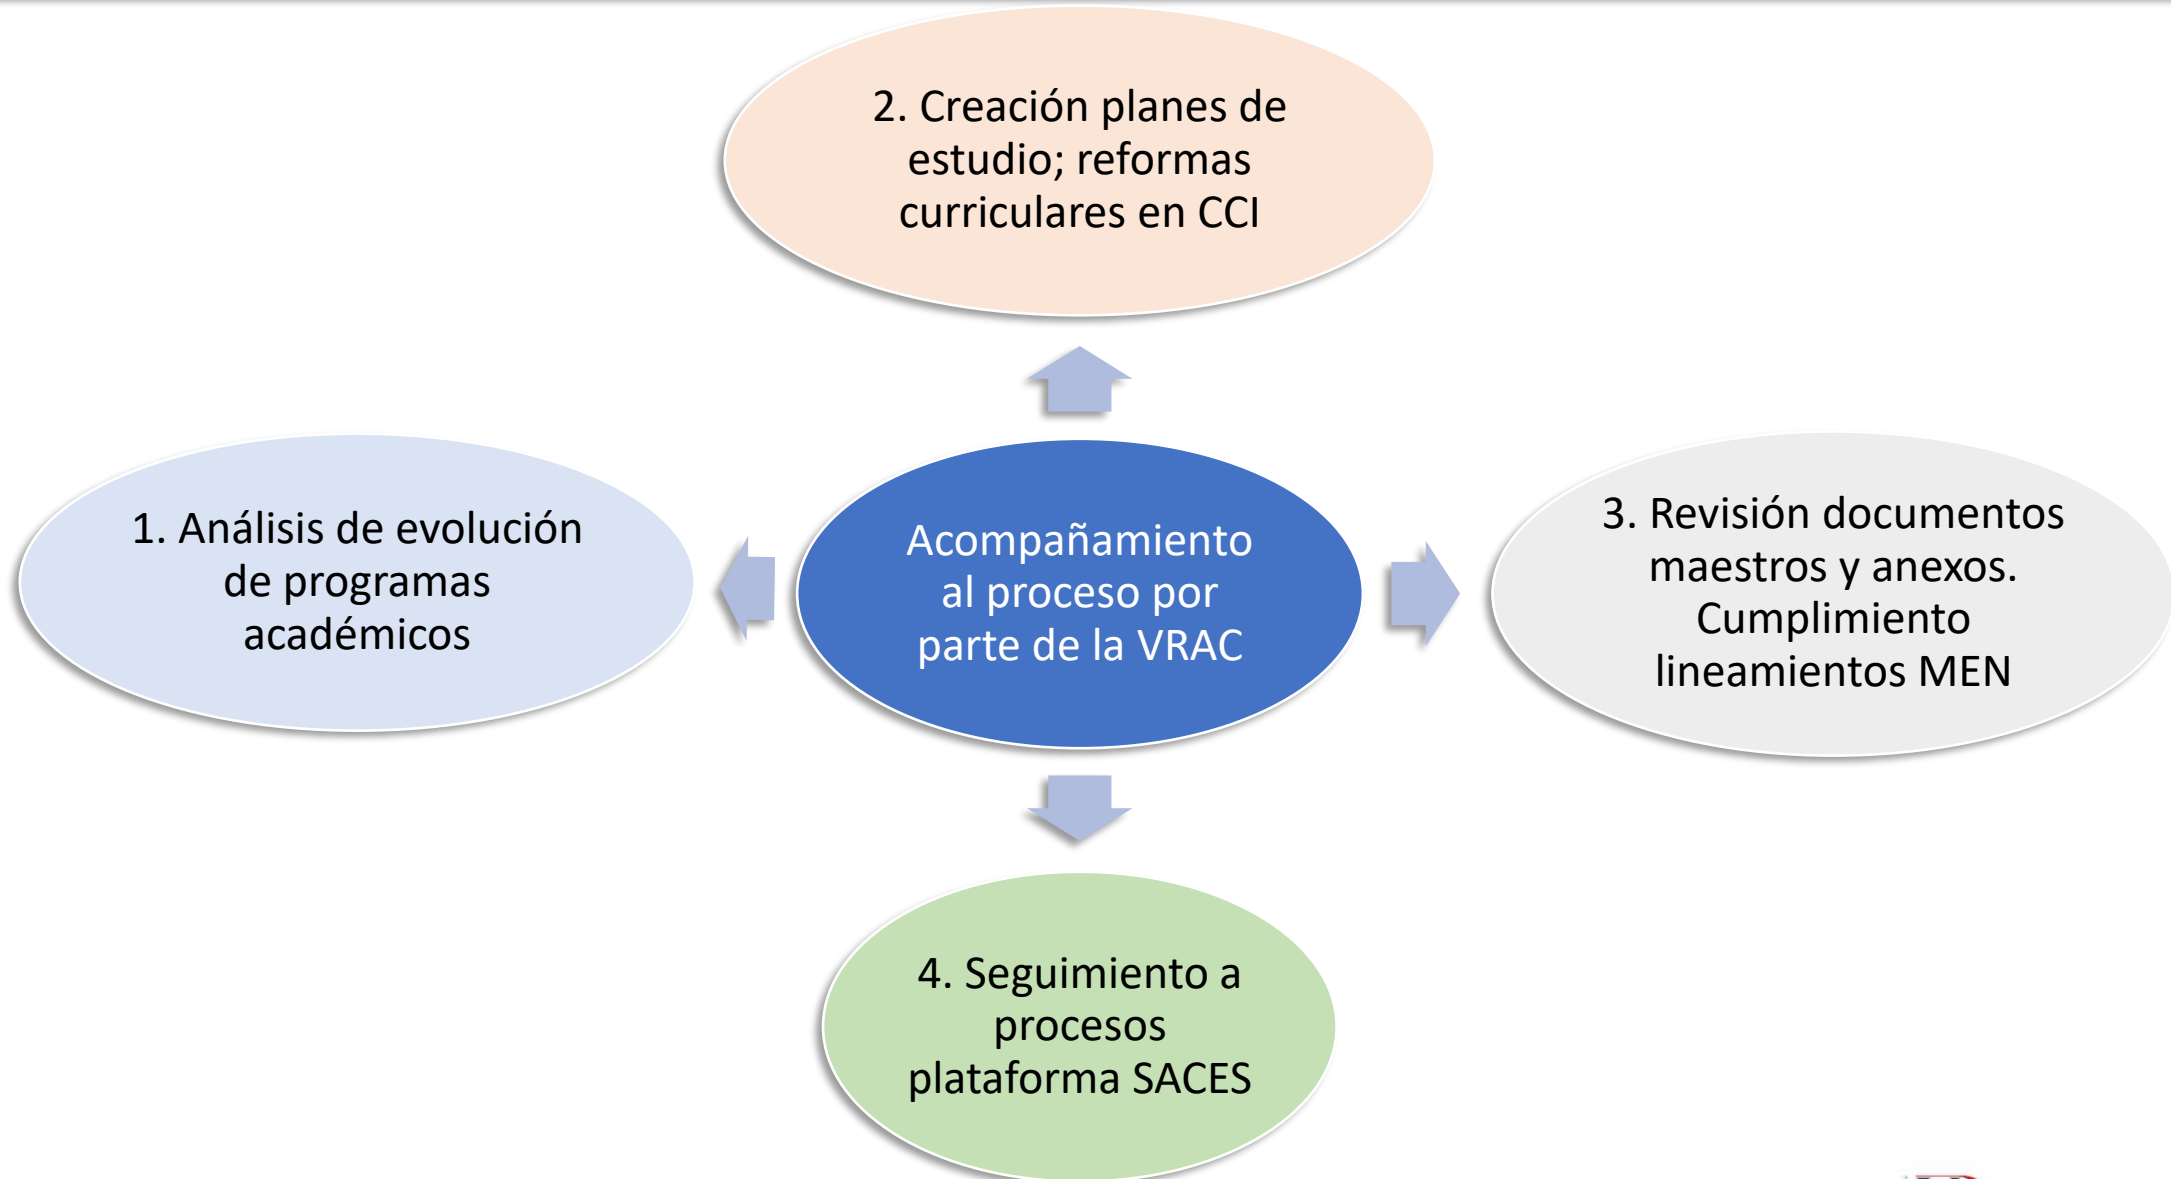 2. Creación planes de
estudio; reformas
curriculares en CCI
1. Análisis de evolución
de programas
académicos
Acompañamiento
al proceso por
parte de la VRAC
3. Revisión documentos
maestros y anexos.
Cumplimiento
lineamientos MEN
4. Seguimiento a
procesos
plataforma SACES